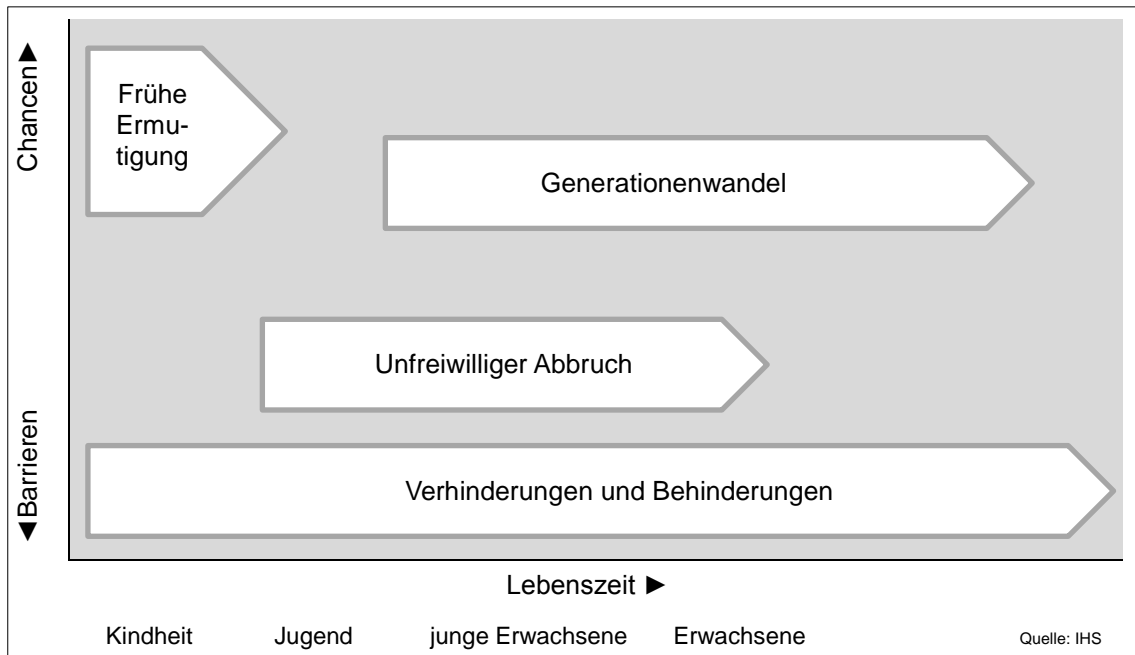 Chancen►
Frühe
Ermu-
tigung
Generationenwandel
Unfreiwilliger Abbruch
◄Barrieren
Verhinderungen und Behinderungen
Lebenszeit ►
Kindheit Jugend junge Erwachsene Erwachsene Quelle: IHS